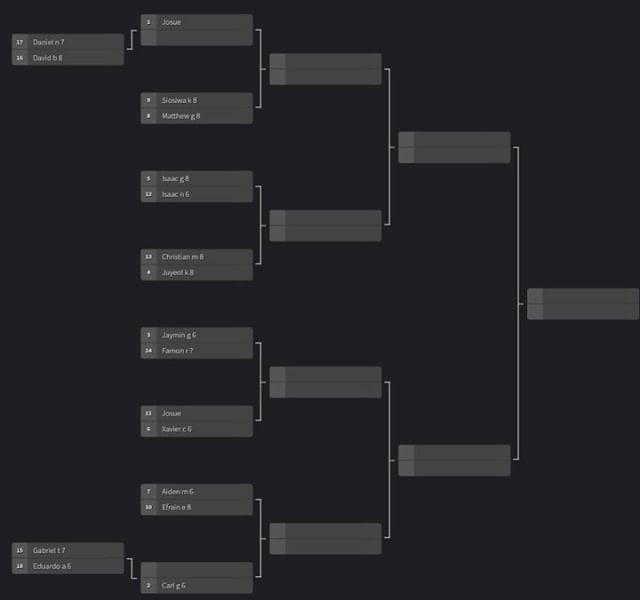 17 Daniel n 7
16 David b 8
1 Josue
9 Siosiwa k 8
8 Matthew g 8
5 Isaac g 8
12 Isaac n 6
13 Christian m 8
4 Juyeol k 8
3 Jaymin g 6
14 Famon r 7
11 Josue
6 Xavier c 6
7 Aiden m 6
10 Efrain e 8
15 Gabriel t 7
18 Eduardo a 6
2 Carl g 6